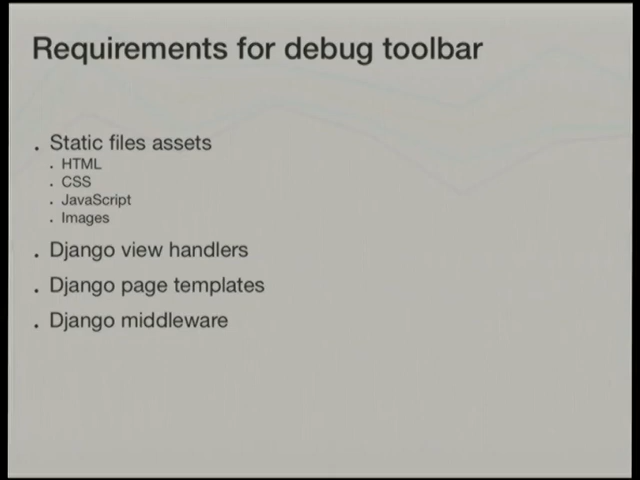 Requirements for debug toolbar
. Static files assets
. HTML
. CSS
. JavaScript
. Images
. Django view handlers
. Django page templates
. Django middleware